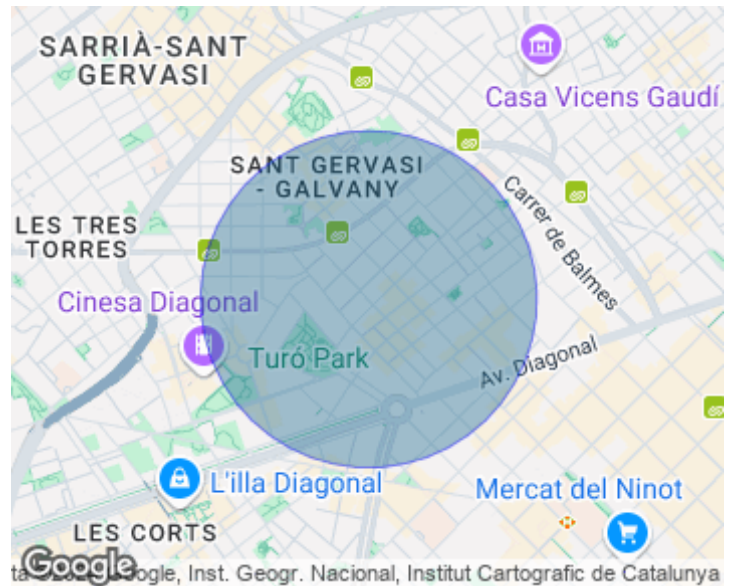 SARRIÀ-SANT
GERVASI
Casa Vicens Gaudí
SANT GERVASI
- GALVANY
Carrer de Balmes
LES TRES
TORRES
Cinesa Diagonal
Turó Park
Av. Diagonal
L'illa Diagonal
Mercat del Ninot
LES CORTS
Google
Google, Inst. Geogr. Nacional, Institut Cartografic de Catalunya